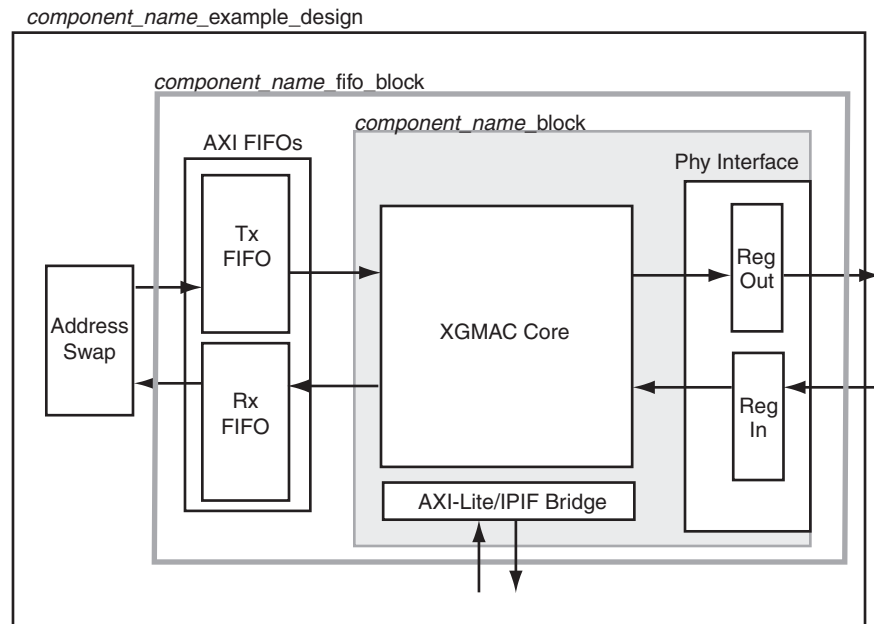 component_name_example_design
component_name_fifo_block
component_name_block
AXI FIFOs
Phy Interface
Tx
FIFO
Reg
Out
Address
Swap
XGMAC Core
Rx
FIFO
Reg
In
AXI-Lite/IPIF Bridge